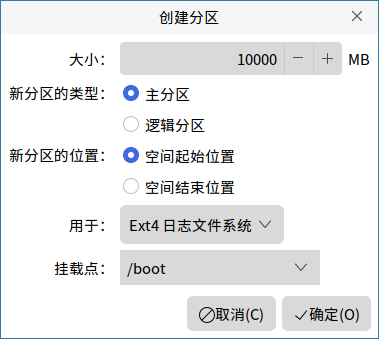 创建分区
大小： 10000 MB
新分区的类型： 主分区
逻辑分区
新分区的位置： 空间起始位置
空间结束位置
用于： Ext4 日志文件系统
挂载点： /boot
取消(C) 确定(O)